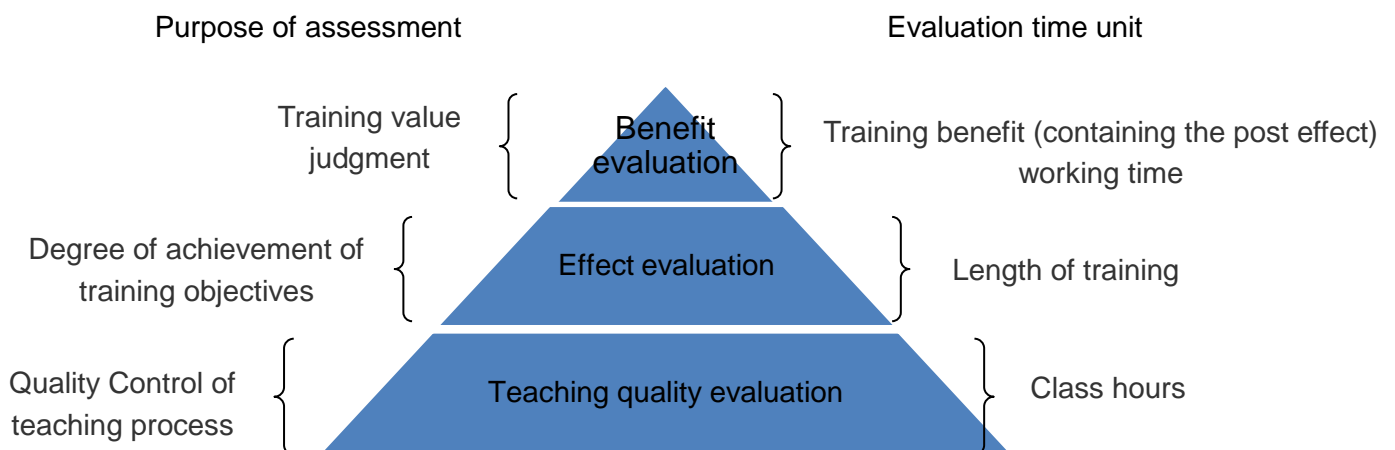 Purpose of assessment
Evaluation time unit
Training value
judgment
Benefit
evaluation
Training benefit (containing the post effect)
working time
Degree of achievement of
training objectives
Effect evaluation
Length of training
Quality Control of
teaching process
Teaching quality evaluation
Class hours